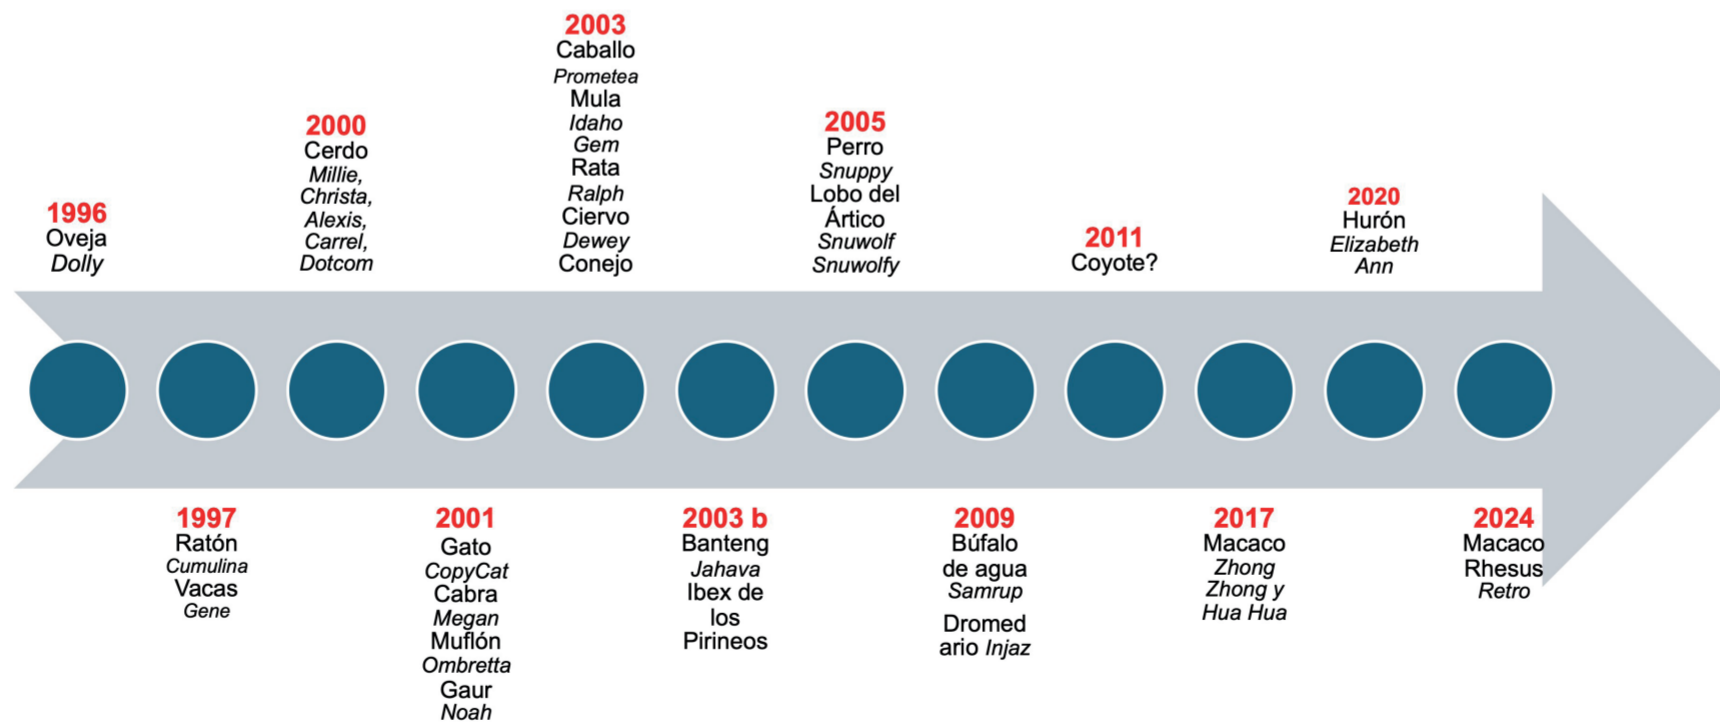 1996
Oveja
Dolly
1997
Ratón
Cumulina
Vacas
Gene
2000
Cerdo
Millie,
Christa,
Alexis,
Carrel,
Dotcom
2001
Gato
CopyCat
Cabra
Megan
Muflón
Ombretta
Gaur
Noah
2003
Caballo
Prometea
Mula
Idaho
Gem
Rata
Ralph
Ciervo
Dewey
Conejo
2003 b
Banteng
Jahava
Ibex de
los
Pirineos
2005
Perro
Snuppy
Lobo del
Ártico
Snuwolf
Snuwolfy
2009
Búfalo
de agua
Samrup
Dromed
ario Injaz
2011
Coyote?
2017
Macaco
Zhong
Zhong y
Hua Hua
2020
Hurón
Elizabeth
Ann
2024
Macaco
Rhesus
Retro